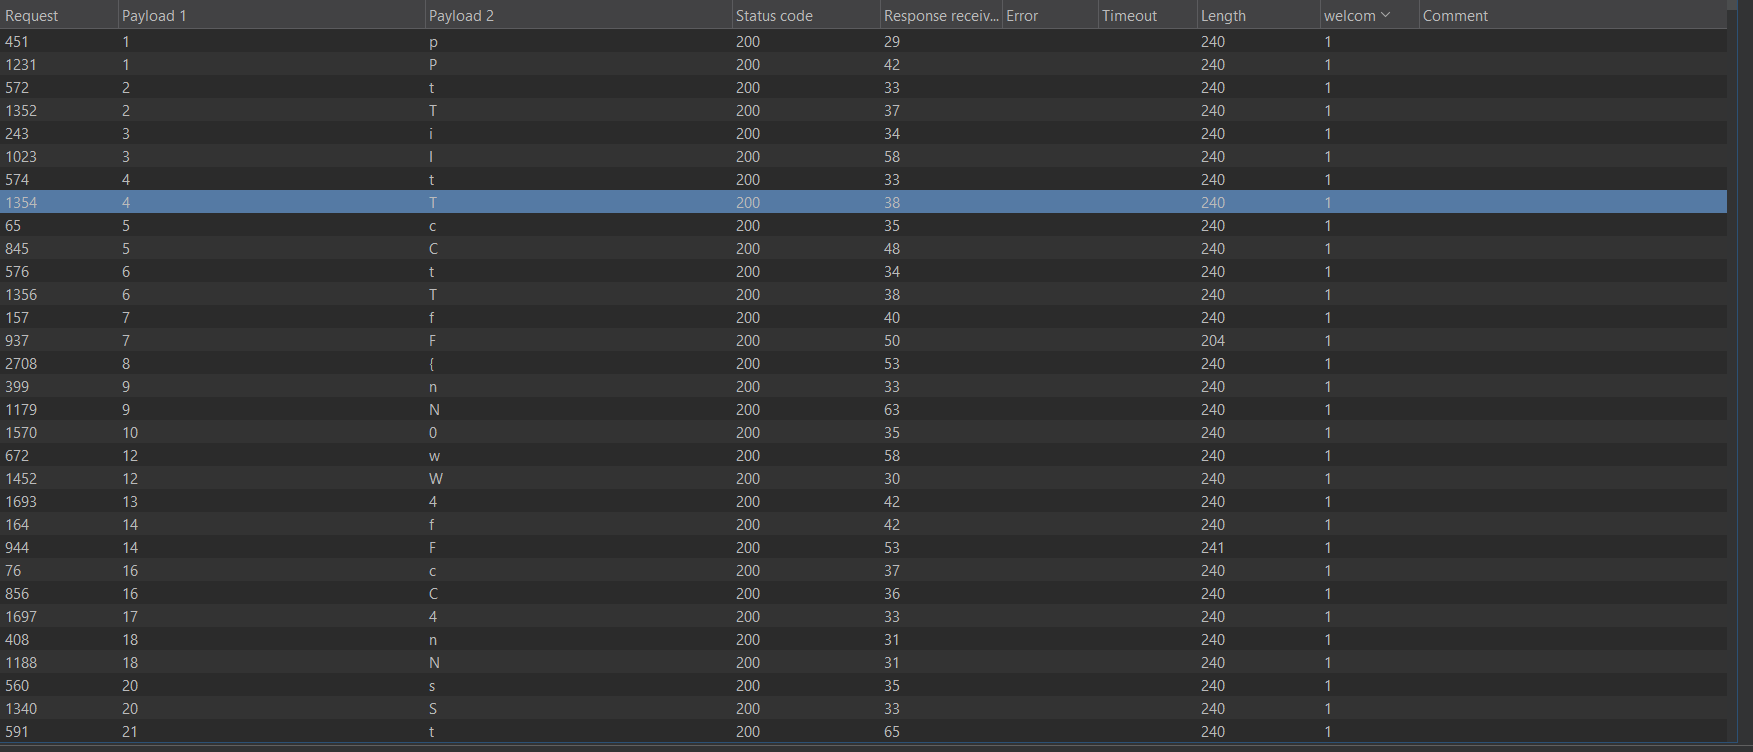 Request Payload 1 Payload 2 Status code Response receiv... Error Timeout Length welcom Comment
451 1 p 200 29 240 1
1231 1 P 200 42 240 1
572 2 t 200 33 240 1
1352 2 T 200 37 240 1
243 3 i 200 34 240 1
1023 3 I 200 58 240 1
574 4 t 200 33 240 1
1354 4 T 200 38 240 1
65 5 c 200 35 240 1
845 5 C 200 48 240 1
576 6 t 200 34 240 1
1356 6 T 200 38 240 1
157 7 f 200 40 240 1
937 7 F 200 50 204 1
2708 8 { 200 53 240 1
399 9 n 200 33 240 1
1179 9 N 200 63 240 1
1570 10 0 200 35 240 1
672 12 w 200 58 240 1
1452 12 W 200 30 240 1
1693 13 4 200 42 240 1
164 14 f 200 42 240 1
944 14 F 200 53 241 1
76 16 c 200 37 240 1
856 16 C 200 36 240 1
1697 17 4 200 33 240 1
408 18 n 200 31 240 1
1188 18 N 200 31 240 1
560 20 s 200 35 240 1
1340 20 S 200 33 240 1
591 21 t 200 65 240 1